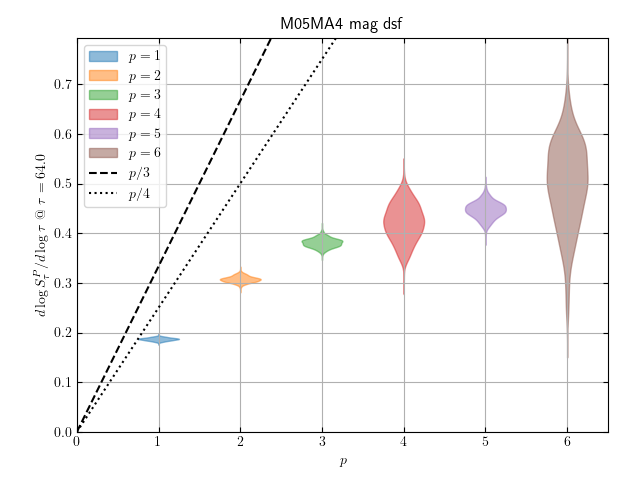 M05MA4 mag dsf
d log S_τ^P / d log τ @ τ = 64.0
0.7
0.6
0.5
0.4
0.3
0.2
0.1
0.0
p = 1
p = 2
p = 3
p = 4
p = 5
p = 6
p/3
p/4
0 1 2 3 4 5 6
p